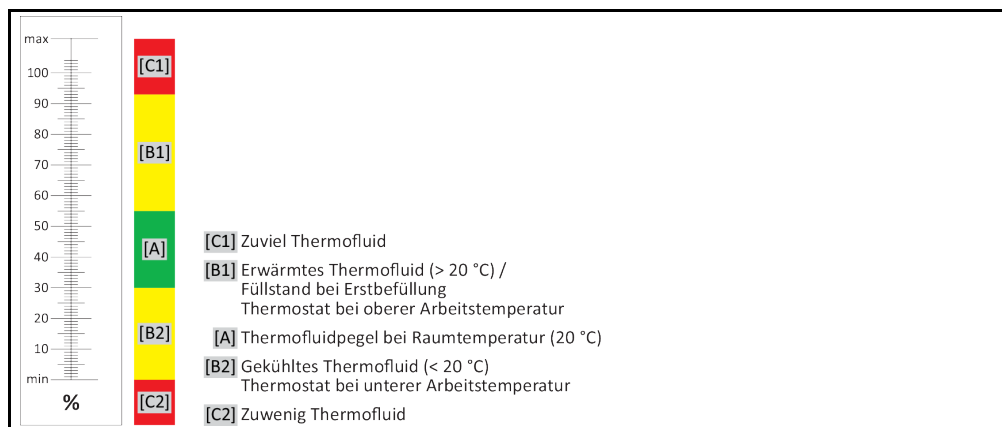 max
100
90
80
70
60
50
40
30
20
10
min
%
[C1]
[B1]
[A]
[B2]
[C2]
[C1] Zuviel Thermofluid
[B1] Erwärmtes Thermofluid (> 20 °C) /
Füllstand bei Erstbefüllung
Thermostat bei oberer Arbeitstemperatur
[A] Thermofluidpegel bei Raumtemperatur (20 °C)
[B2] Gekühltes Thermofluid (< 20 °C)
Thermostat bei unterer Arbeitstemperatur
[C2] Zuwenig Thermofluid